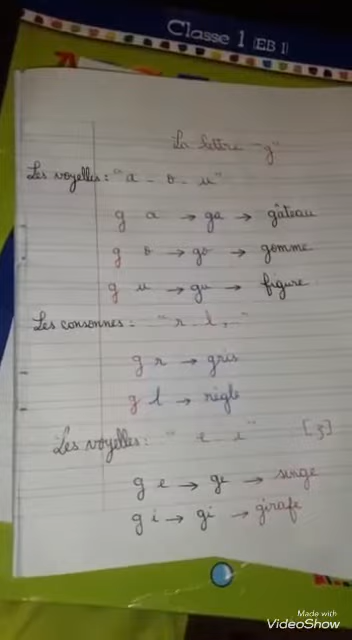 Classe 1 (EB 1)
La lettre "g"
Les voyelles : "a - o - u"
g a → ga → gâteau
g o → go → gomme
g u → gu → figure
Les consonnes : "r - l , ..."
g r → gris
g l → règle
Les voyelles : "e - i" [3]
g e → ge → singe
g i → gi → girafe
Made with
VideoShow